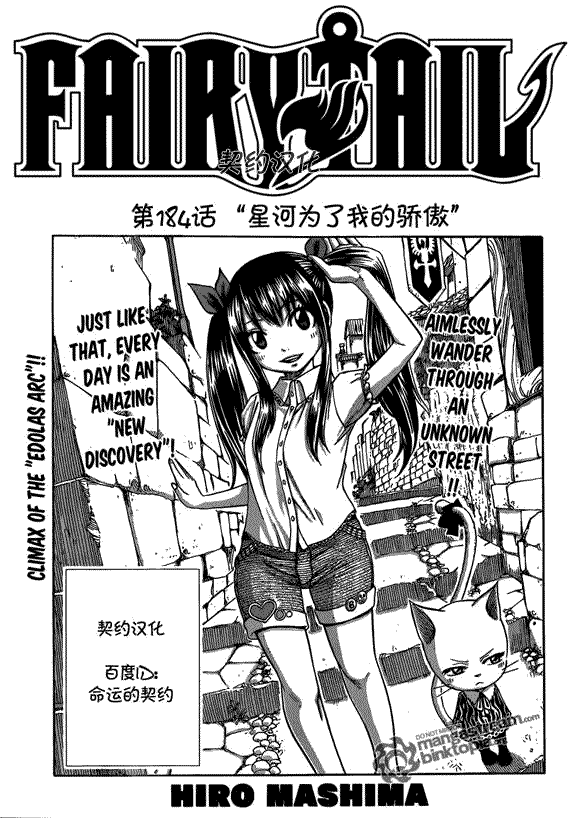 FAIRY TAIL
契约汉化
第184话 “星河为了我的骄傲”
JUST LIKE
THAT, EVERY
DAY IS AN
AMAZING
"NEW
DISCOVERY"!
AIMLESSLY
WANDER
THROUGH
AN
UNKNOWN
STREET
!!
CLIMAX OF THE "EDOLAS ARC"!!
契约汉化
百度ID:
命运的契约
HIRO MASHIMA